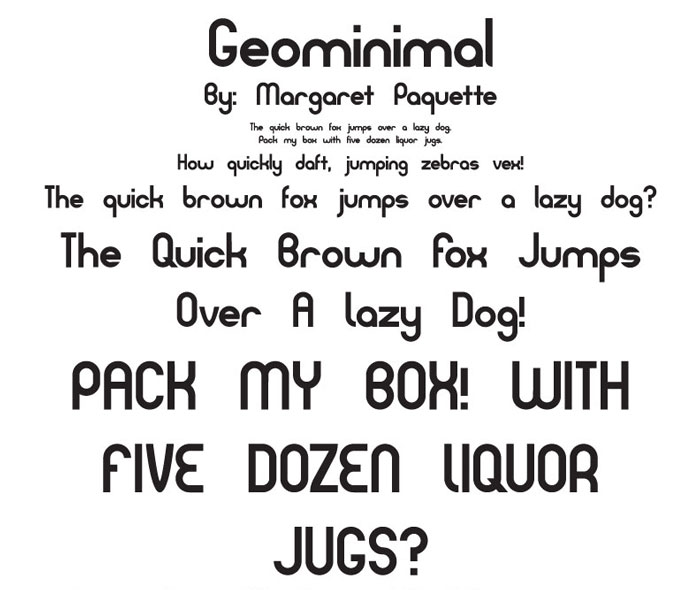 Geominimal
By: Margaret Paquette
The quick brown fox jumps over a lazy dog.
Pack my box with five dozen liquor jugs.
How quickly daft, jumping zebras vex!
The quick brown fox jumps over a lazy dog?
The Quick Brown Fox Jumps
Over A Lazy Dog!
PACK MY BOX! WITH
FIVE DOZEN LIQUOR
JUGS?